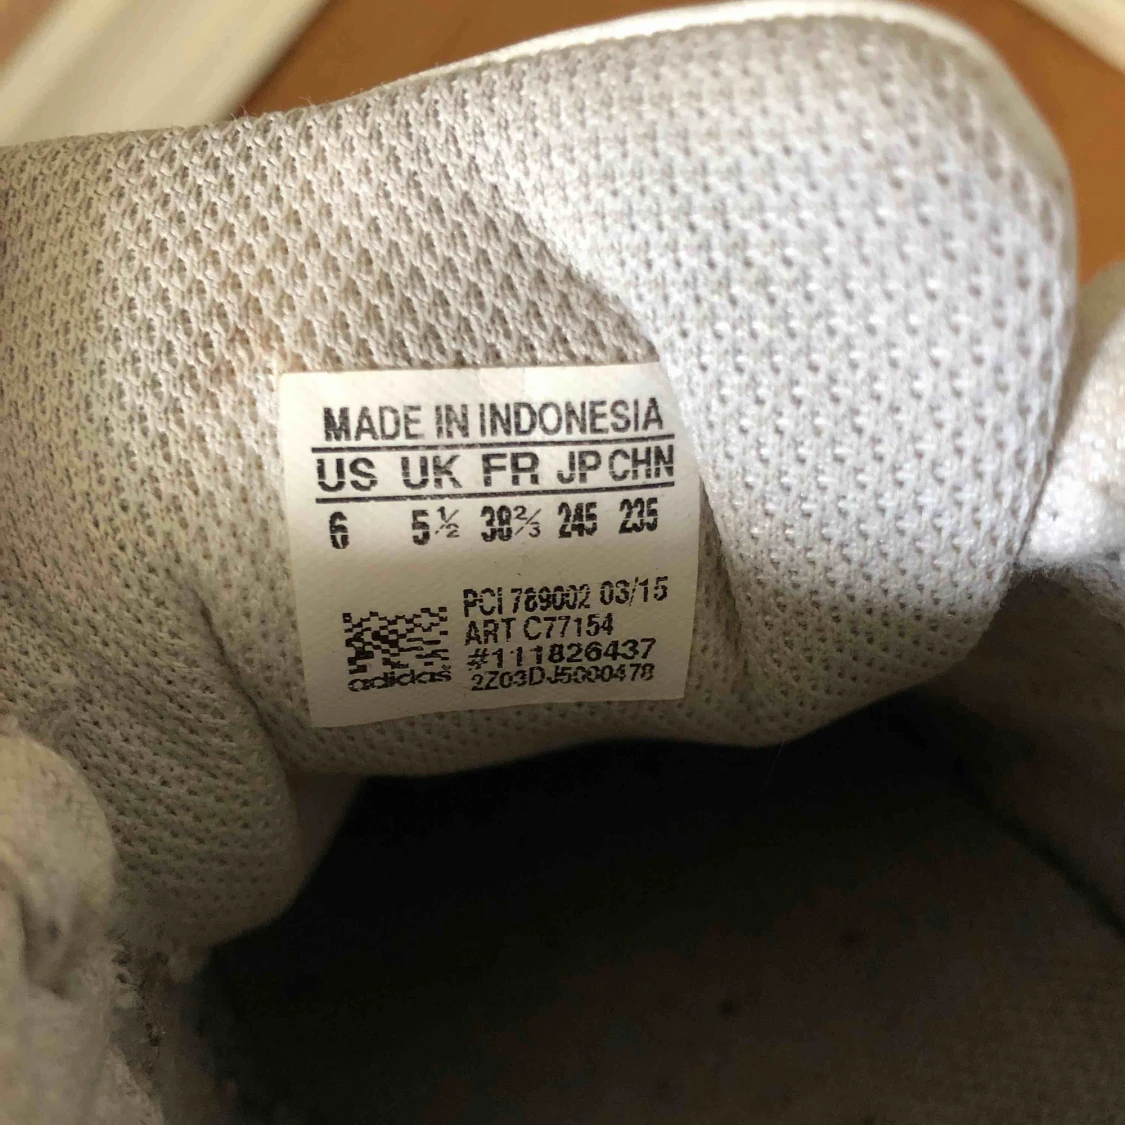 MADE IN INDONESIA
US UK FR JP CHN
6 5½ 38⅔ 245 235
PCI 789002 03/15
ART C77154
#111826437
2Z03DJ5000478
adidas